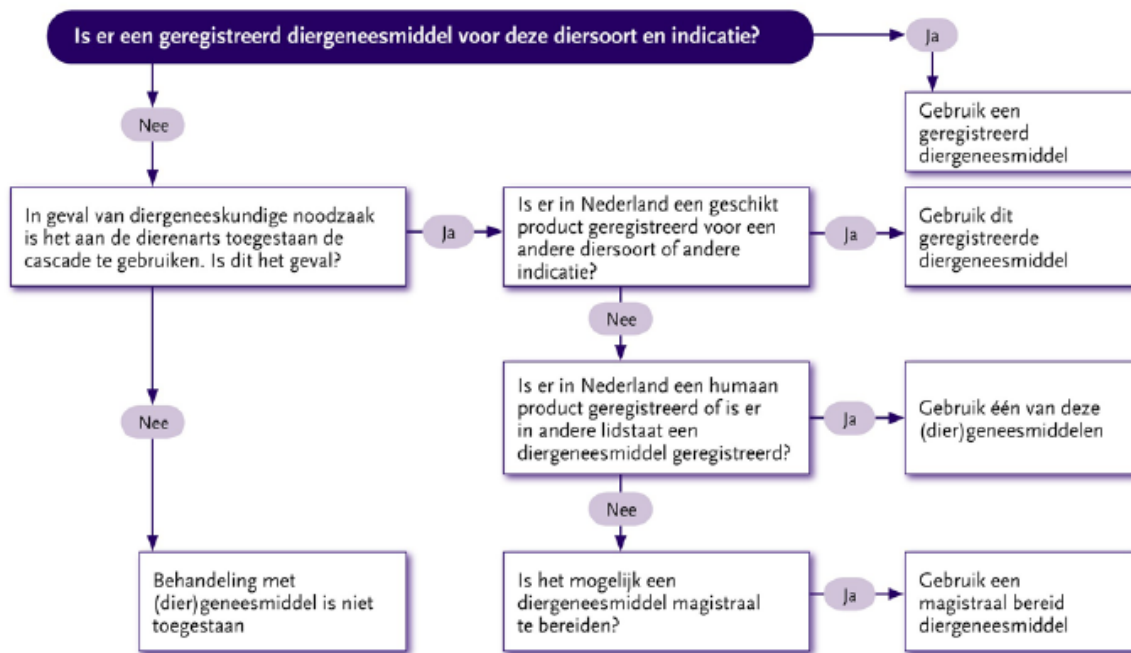 Is er een geregistreerd diergeneesmiddel voor deze diersoort en indicatie?
Ja
Nee
Gebruik een
geregistreerd
diergeneesmiddel
In geval van diergeneeskundige noodzaak
is het aan de dierenarts toegestaan de
cascade te gebruiken. Is dit het geval?
Ja
Is er in Nederland een geschikt
product geregistreerd voor een
andere diersoort of andere
indicatie?
Ja
Gebruik dit
geregistreerde
diergeneesmiddel
Nee
Is er in Nederland een humaan
product geregistreerd of is er
in andere lidstaat een
diergeneesmiddel geregistreerd?
Ja
Gebruik één van deze
(dier)geneesmiddelen
Nee
Nee
Behandeling met
(dier)geneesmiddel is niet
toegestaan
Is het mogelijk een
diergeneesmiddel magistraal
te bereiden?
Ja
Gebruik een
magistraal bereid
diergeneesmiddel